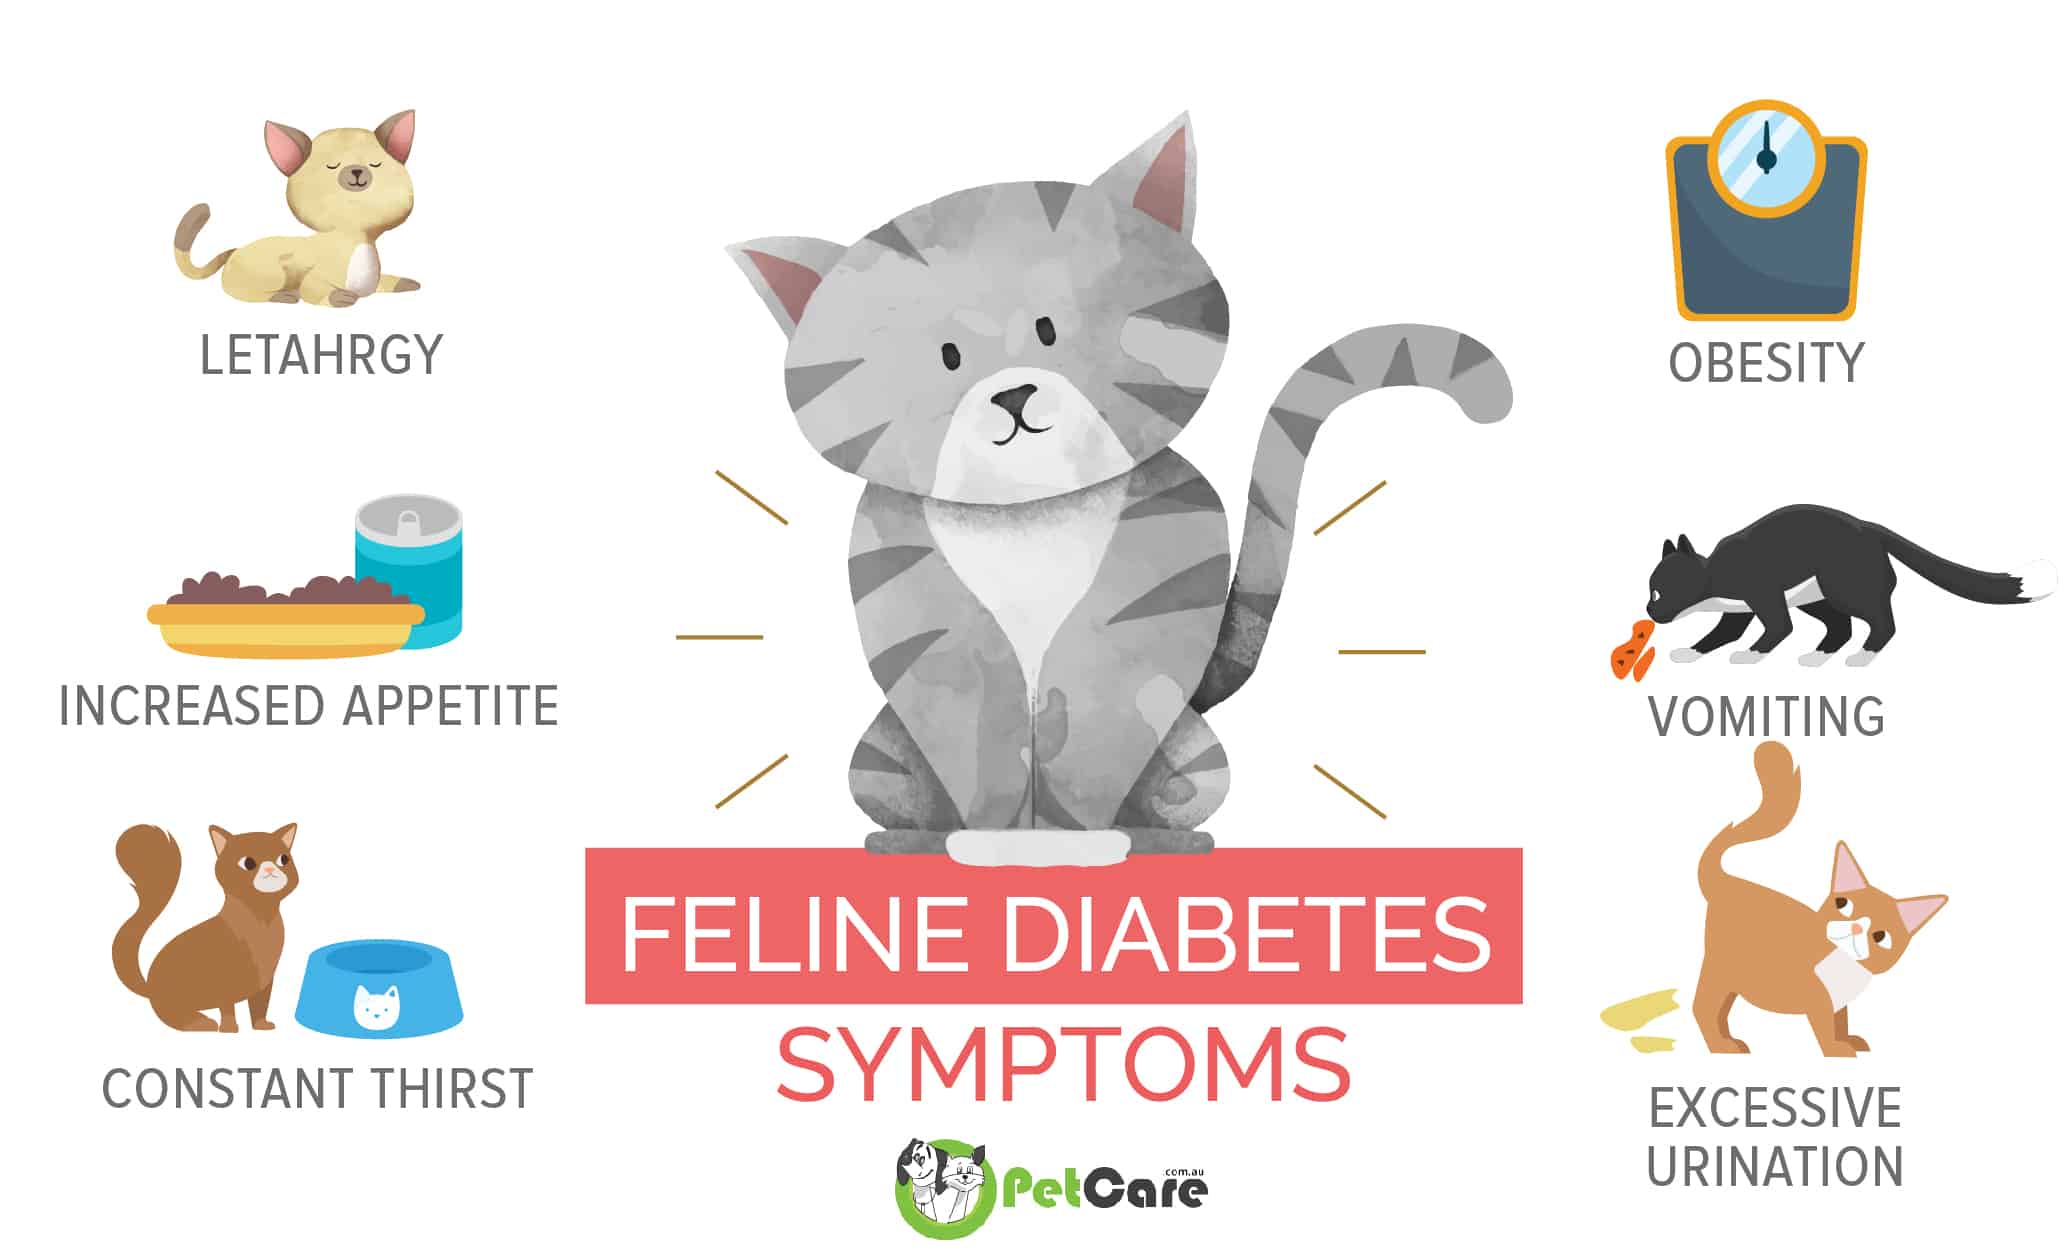 LETAHRGY
INCREASED APPETITE
CONSTANT THIRST
FELINE DIABETES
SYMPTOMS
PetCare
.com.au
OBESITY
VOMITING
EXCESSIVE
URINATION